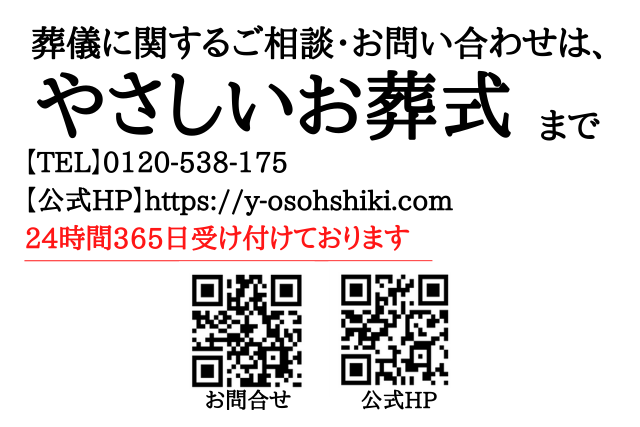 葬儀に関するご相談・お問い合わせは、
やさしいお葬式 まで
【TEL】0120-538-175
【公式HP】https://y-osohshiki.com
24時間365日受け付けております
お問合せ 公式HP